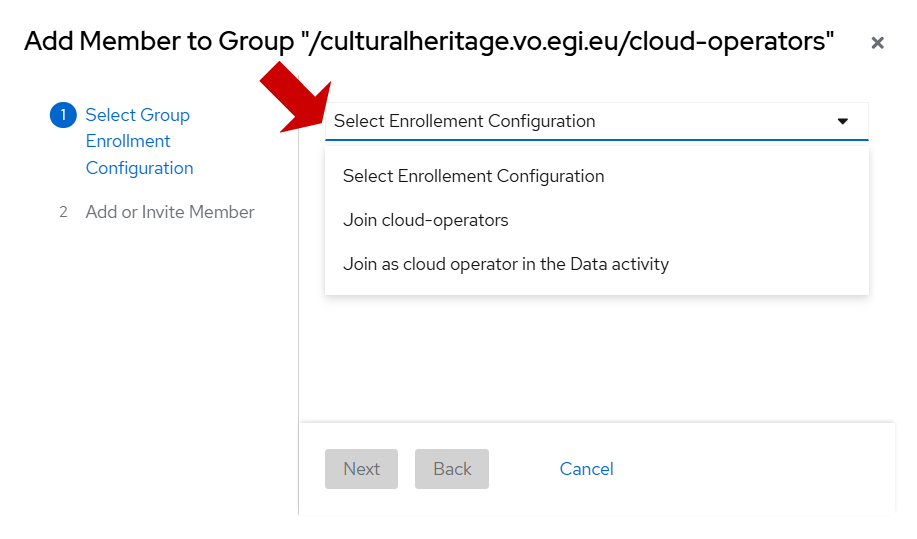 Add Member to Group "/culturalheritage.vo.egi.eu/cloud-operators"
1 Select Group
Enrollment
Configuration
2 Add or Invite Member
Select Enrollement Configuration
Select Enrollement Configuration
Join cloud-operators
Join as cloud operator in the Data activity
Next Back Cancel